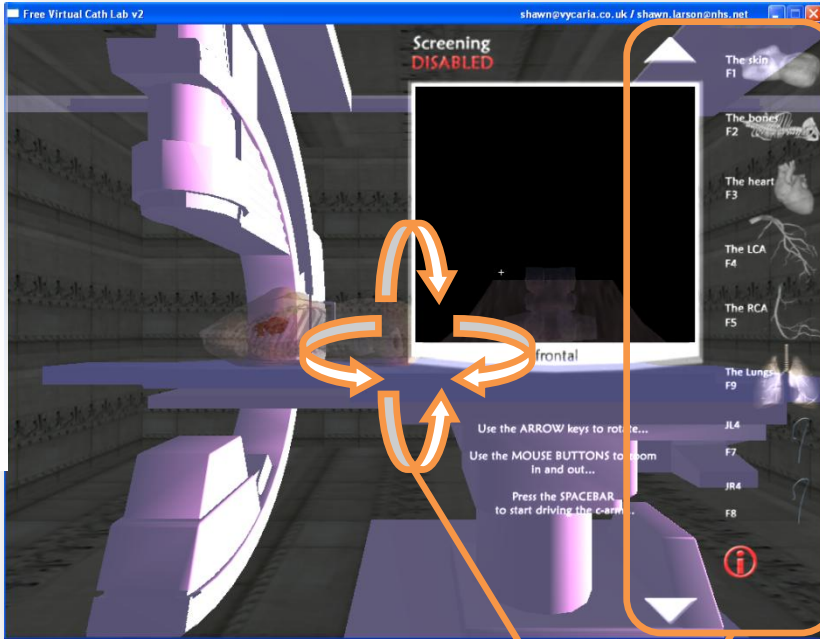 Free Virtual Cath Lab v2
shawn@vycaria.co.uk / shawn.larson@nhs.net
Screening
DISABLED
frontal
Use the ARROW keys to rotate...
Use the MOUSE BUTTONS to zoom
in and out...
Press the SPACEBAR
to start driving the c-arm...
The skin
F1
The bones
F2
The heart
F3
The LCA
F4
The RCA
F5
The Lungs
F9
JL4
F7
JR4
F8
i